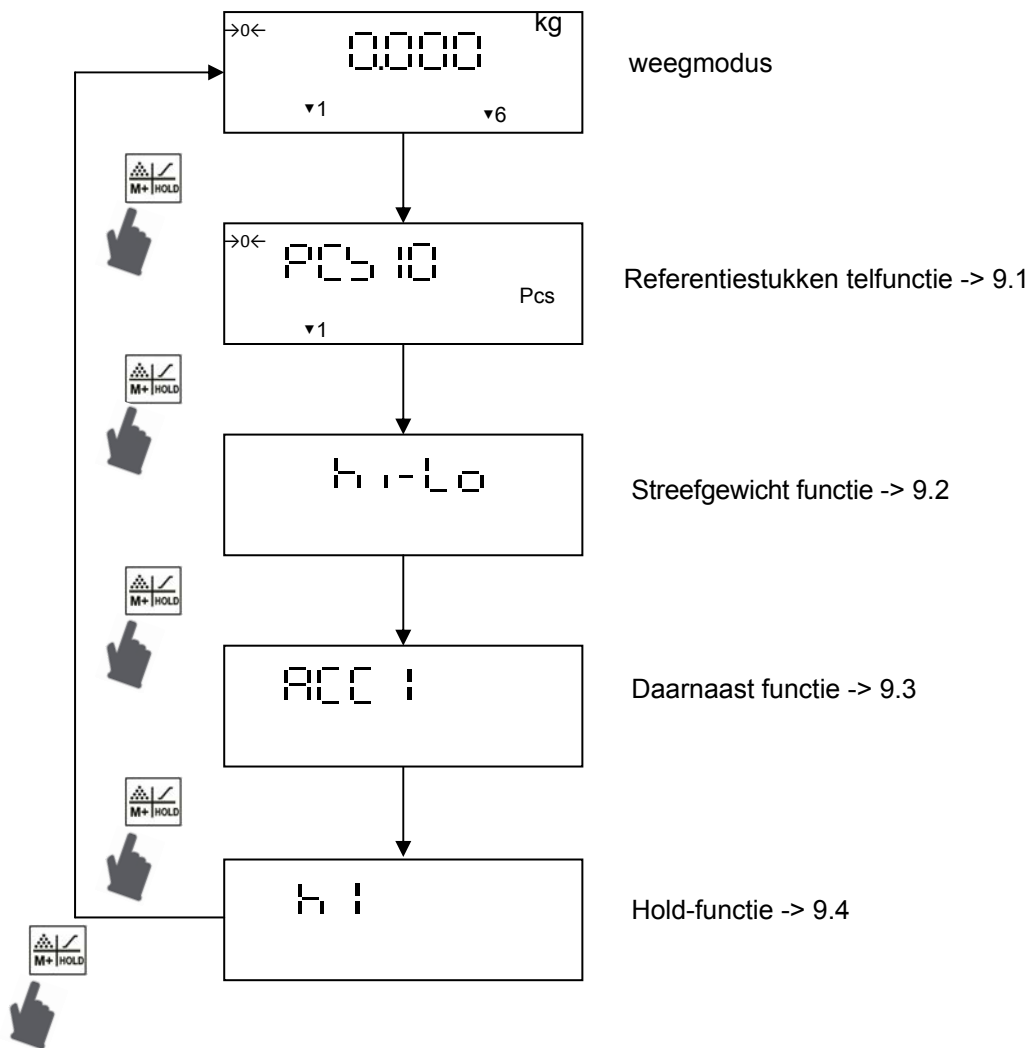 →0← kg
0.000
▾1 ▾6
weegmodus
M+ HOLD
→0← PCS 10
Pcs
▾1
Referentiestukken telfunctie -> 9.1
M+ HOLD
hi-Lo
Streefgewicht functie -> 9.2
M+ HOLD
ACC 1
Daarnaast functie -> 9.3
M+ HOLD
h 1
Hold-functie -> 9.4
M+ HOLD